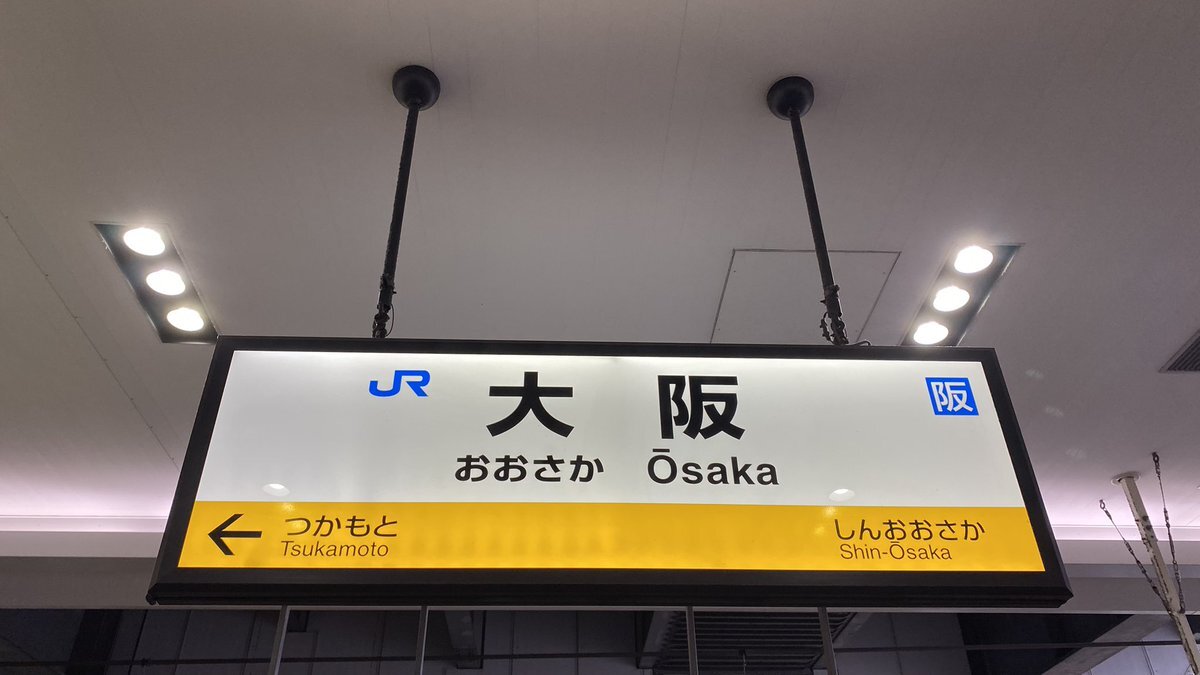 JR 大阪 阪
おおさか Ōsaka
← つかもと しんおおさか
Tsukamoto Shin-Ōsaka